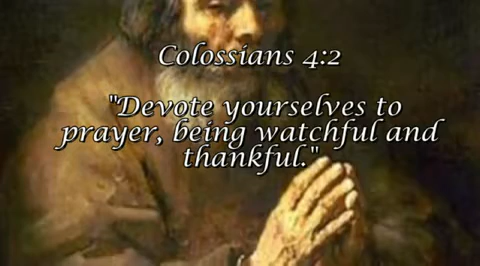 Colossians 4:2
"Devote yourselves to
prayer, being watchful and
thankful."